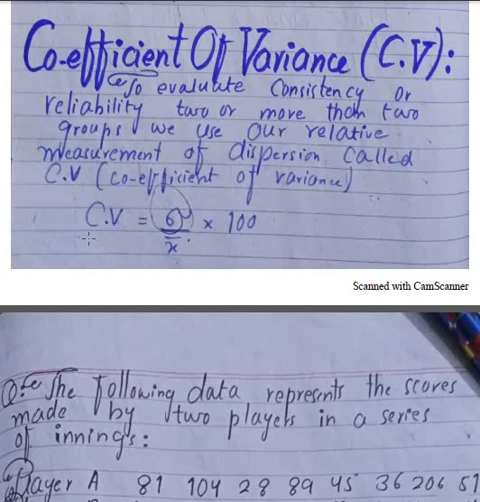 Co-efficient Of Variance (C.V):
To evaluate Consistency Or
reliability two or more than two
groups we use Our relative
measurement of dispersion called
C.V (co-efficient of variance)
C.V = σ/x̄ × 100
Scanned with CamScanner
Q:- The following data represents the scores
made by two players in a series
of inning's:
Player A 81 104 28 89 45 36 206 51